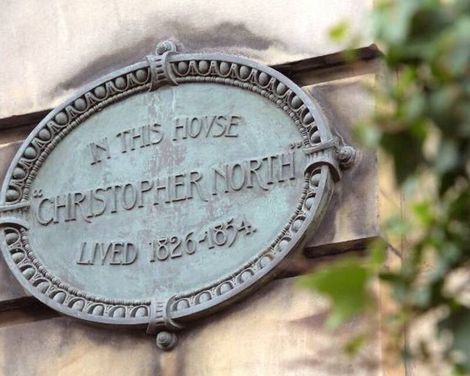 IN THIS HOVSE
"CHRISTOPHER NORTH"
LIVED 1826-1854.